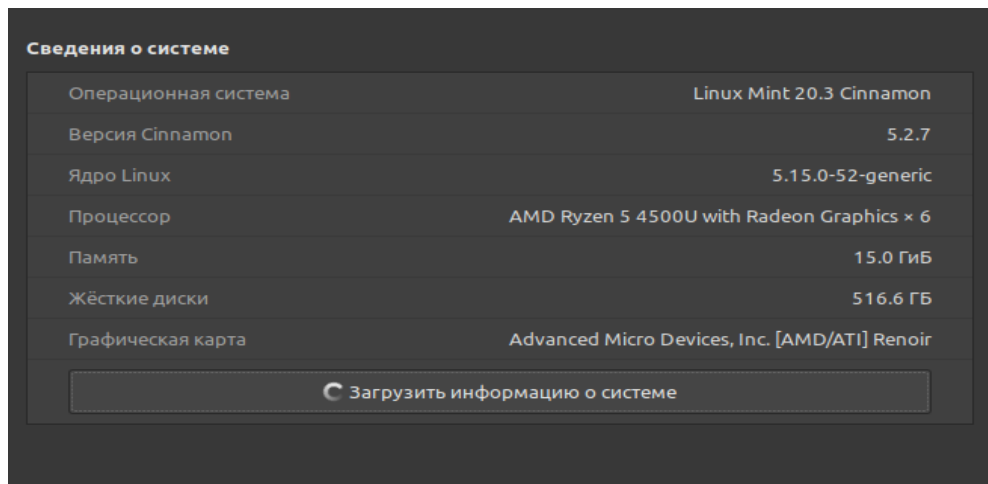 Сведения о системе
Операционная система Linux Mint 20.3 Cinnamon
Версия Cinnamon 5.2.7
Ядро Linux 5.15.0-52-generic
Процессор AMD Ryzen 5 4500U with Radeon Graphics × 6
Память 15.0 ГиБ
Жёсткие диски 516.6 ГБ
Графическая карта Advanced Micro Devices, Inc. [AMD/ATI] Renoir
Загрузить информацию о системе